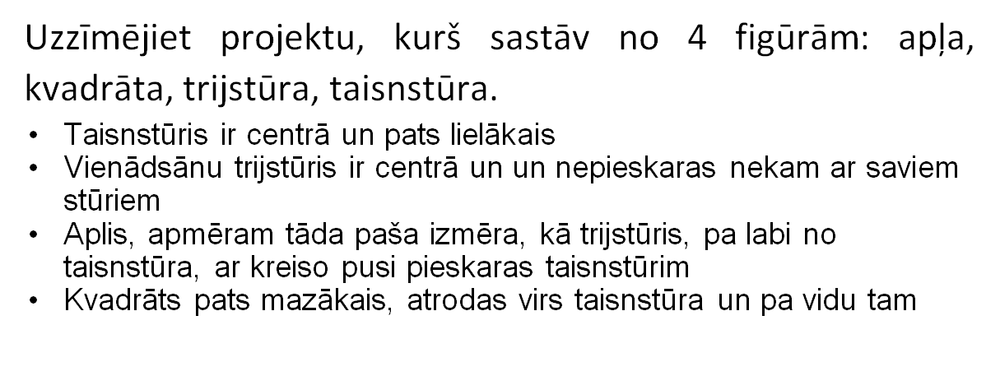 Uzzīmējiet projektu, kurš sastāv no 4 figūrām: apļa,
kvadrāta, trijstūra, taisnstūra.
• Taisnstūris ir centrā un pats lielākais
• Vienādsānu trijstūris ir centrā un un nepieskaras nekam ar saviem
stūriem
• Aplis, apmēram tāda paša izmēra, kā trijstūris, pa labi no
taisnstūra, ar kreiso pusi pieskaras taisnstūrim
• Kvadrāts pats mazākais, atrodas virs taisnstūra un pa vidu tam